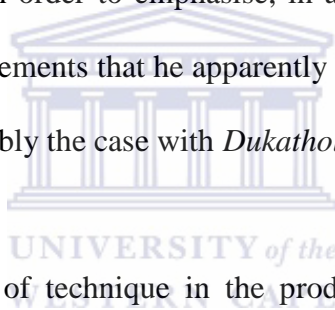 order to emphasise, in
ements that he apparently
bly the case with Dukathol
UNIVERSITY of the
of technique in the prod
WESTERN CAPE